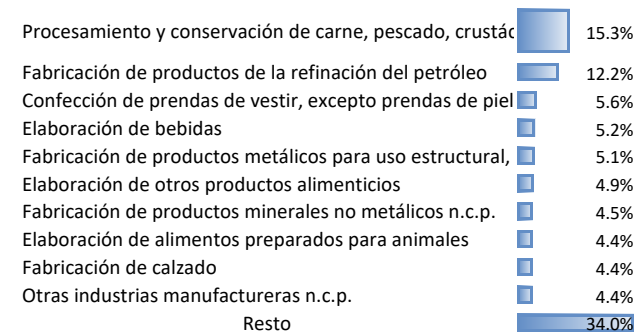 Procesamiento y conservación de carne, pescado, crustác 15.3%
Fabricación de productos de la refinación del petróleo 12.2%
Confección de prendas de vestir, excepto prendas de piel 5.6%
Elaboración de bebidas 5.2%
Fabricación de productos metálicos para uso estructural, 5.1%
Elaboración de otros productos alimenticios 4.9%
Fabricación de productos minerales no metálicos n.c.p. 4.5%
Elaboración de alimentos preparados para animales 4.4%
Fabricación de calzado 4.4%
Otras industrias manufactureras n.c.p. 4.4%
Resto 34.0%